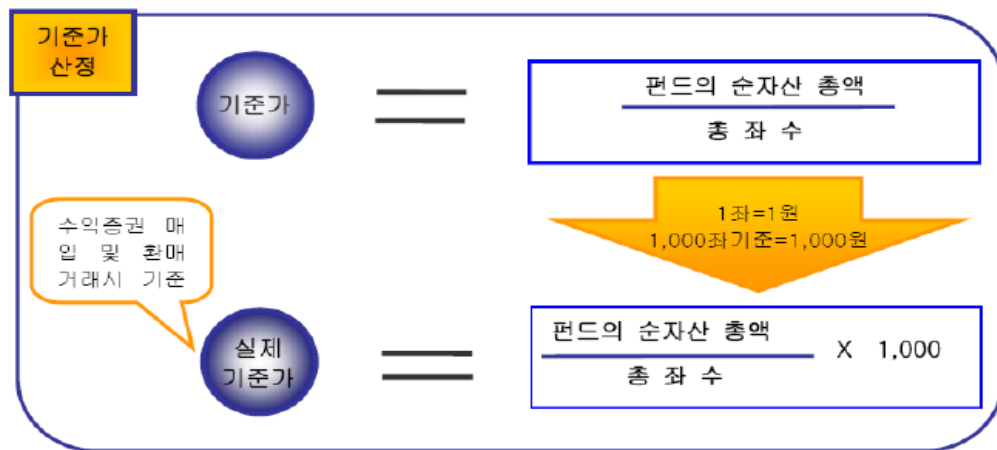 기준가
산정
기준가
펀드의 순자산 총액
총 좌 수
1좌=1원
1,000좌기준=1,000원
수익증권 매
입 및 환매
거래시 기준
실제
기준가
펀드의 순자산 총액
총 좌 수
X 1,000